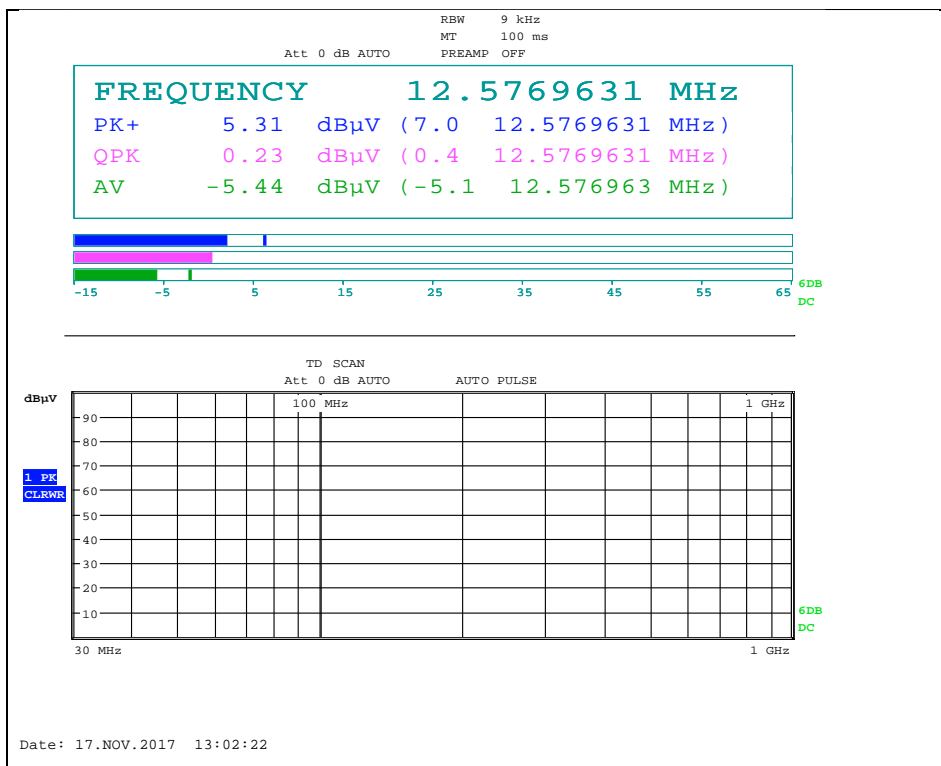 RBW 9 kHz
MT 100 ms
Att 0 dB AUTO PREAMP OFF
FREQUENCY 12.5769631 MHz
PK+ 5.31 dBµV (7.0 12.5769631 MHz)
QPK 0.23 dBµV (0.4 12.5769631 MHz)
AV -5.44 dBµV (-5.1 12.576963 MHz)
-15 -5 5 15 25 35 45 55 65
6DB
DC
TD SCAN
Att 0 dB AUTO AUTO PULSE
dBµV
100 MHz 1 GHz
90
80
70
1 PK
CLRWR
60
50
40
30
20
10
6DB
DC
30 MHz 1 GHz
Date: 17.NOV.2017 13:02:22